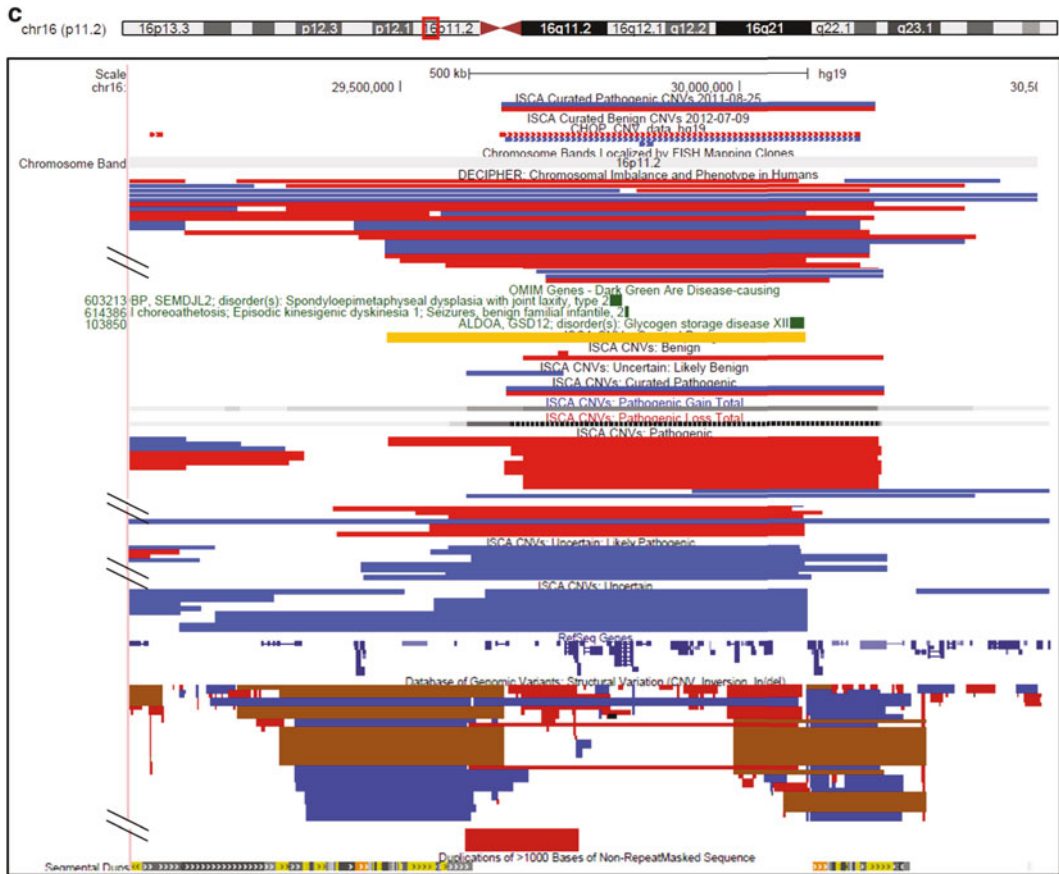 c
chr16 (p11.2) 16p13.3 p12.3 p12.1 16p11.2 16q11.2 16q12.1 q12.2 16q21 q22.1 q23.1
Scale 500 kb hg19
chr16: 29,500,000 30,000,000 30,50
ISCA Curated Pathogenic CNVs 2011-08-25
ISCA Curated Benign CNVs 2012-07-09
CHOP_CNV_data_hg19
Chromosome Bands Localized by FISH Mapping Clones
Chromosome Band 16p11.2
DECIPHER: Chromosomal Imbalance and Phenotype in Humans
OMIM Genes - Dark Green Are Disease-causing
603213 BP, SEMDJL2; disorder(s): Spondyloepimetaphyseal dysplasia with joint laxity, type 2
614386 l choreoathetosis; Episodic kinesigenic dyskinesia 1; Seizures, benign familial infantile, 2
103850 ALDOA, GSD12; disorder(s): Glycogen storage disease XII
ISCA CNVs: Benign
ISCA CNVs: Uncertain: Likely Benign
ISCA CNVs: Curated Pathogenic
ISCA CNVs: Pathogenic Gain Total
ISCA CNVs: Pathogenic Loss Total
ISCA CNVs: Pathogenic
ISCA CNVs: Uncertain: Likely Pathogenic
ISCA CNVs: Uncertain
RefSeq Genes
Database of Genomic Variants: Structural Variation (CNV, Inversion, In/del)
Duplications of >1000 Bases of Non-RepeatMasked Sequence
Segmental Dups